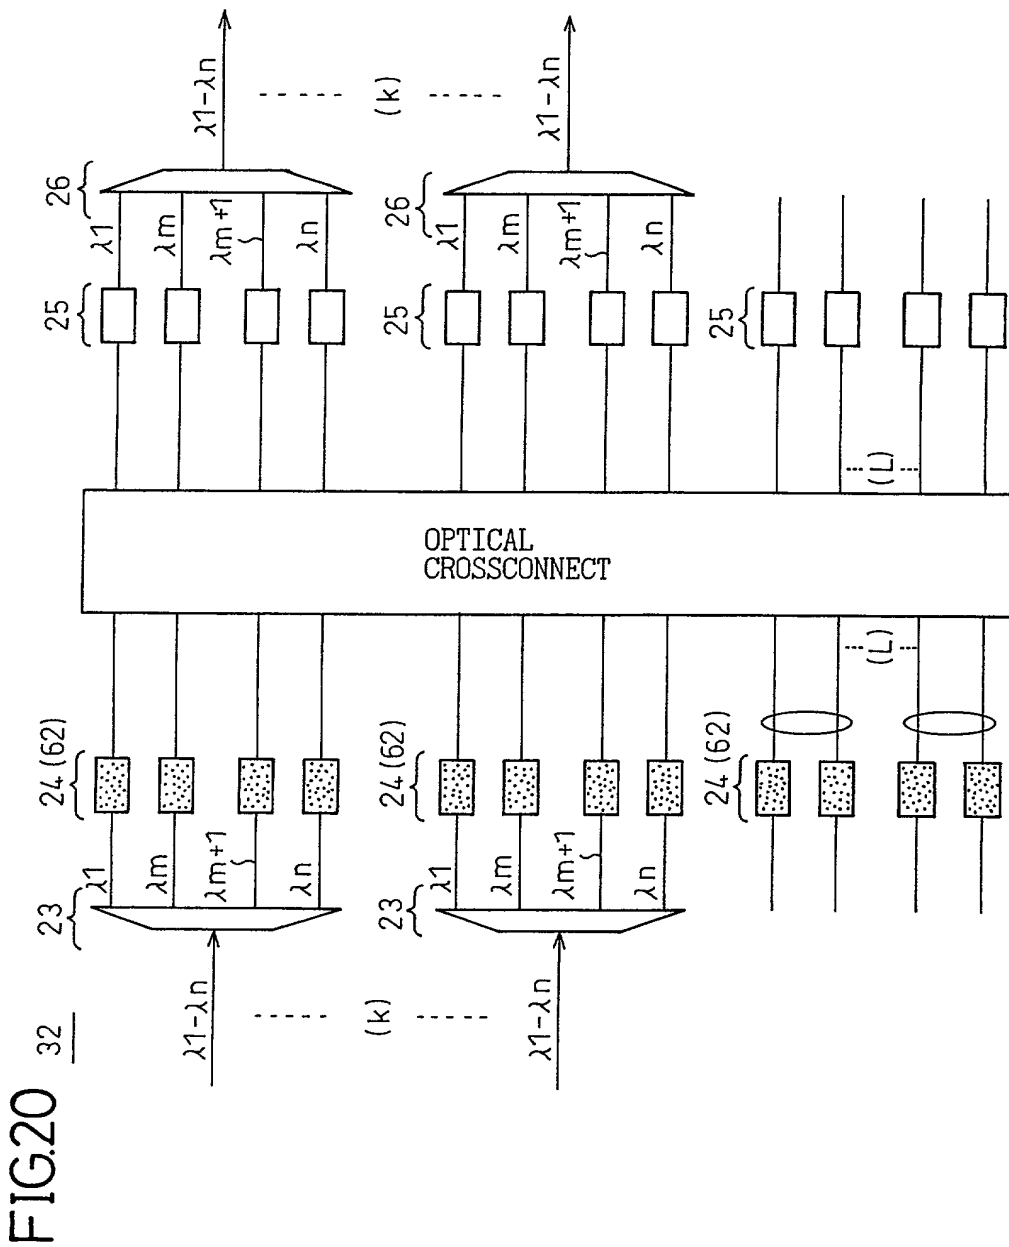 FIG.20
32
λ1-λn
(k)
λ1-λn
23
λ1
λm
λm+1
λn
23
λ1
λm
λm+1
λn
24 (62)
24 (62)
24 (62)
(L)
OPTICAL
CROSSCONNECT
(L)
25
25
25
26
λ1
λm
λm+1
λn
26
λ1
λm
λm+1
λn
λ1-λn
(k)
λ1-λn